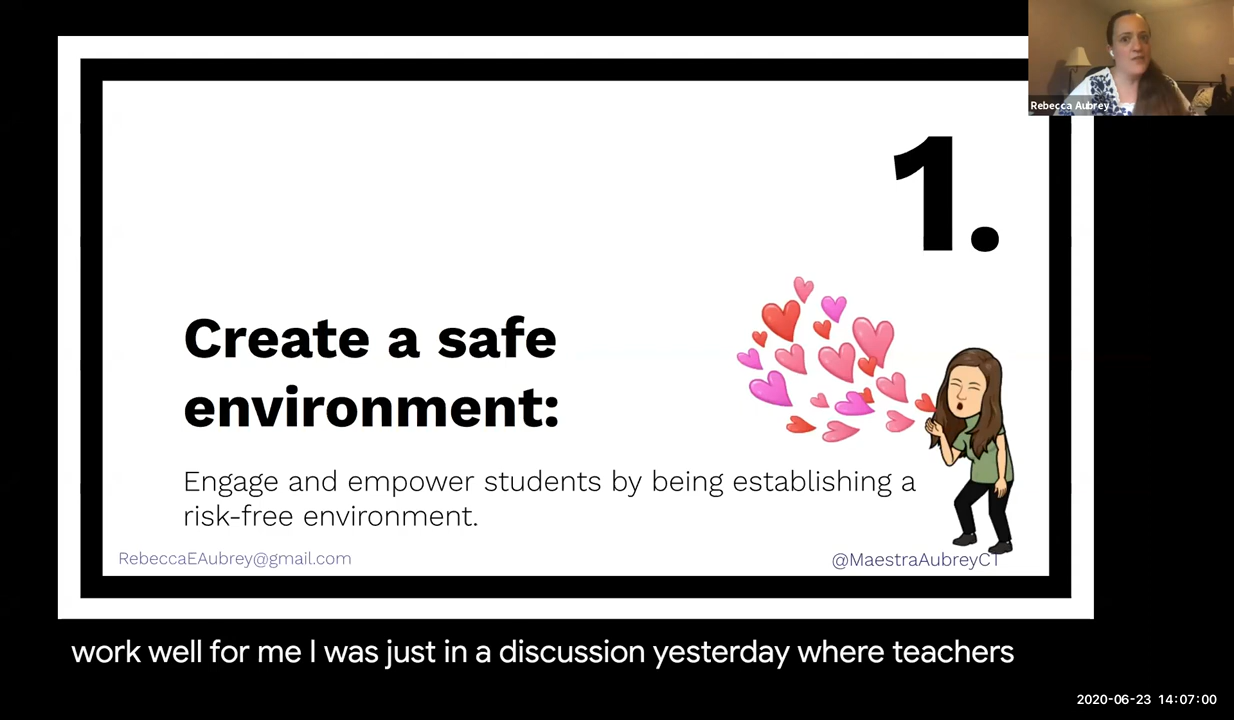 Rebecca Aubrey
1.
Create a safe
environment:
Engage and empower students by being establishing a
risk-free environment.
RebeccaEAubrey@gmail.com
@MaestraAubreyCT
work well for me I was just in a discussion yesterday where teachers
2020-06-23 14:07:00